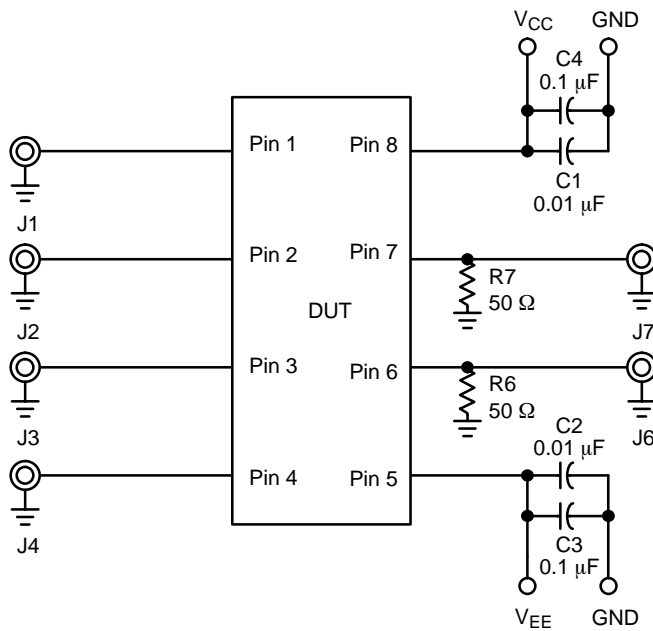 VCC GND
C4
0.1 μF
Pin 1 Pin 8
C1
0.01 μF
J1
Pin 2 Pin 7
R7
50 Ω
J2 DUT J7
Pin 3 Pin 6
R6
50 Ω
J3 J6
C2
0.01 μF
Pin 4 Pin 5
J4
C3
0.1 μF
VEE GND